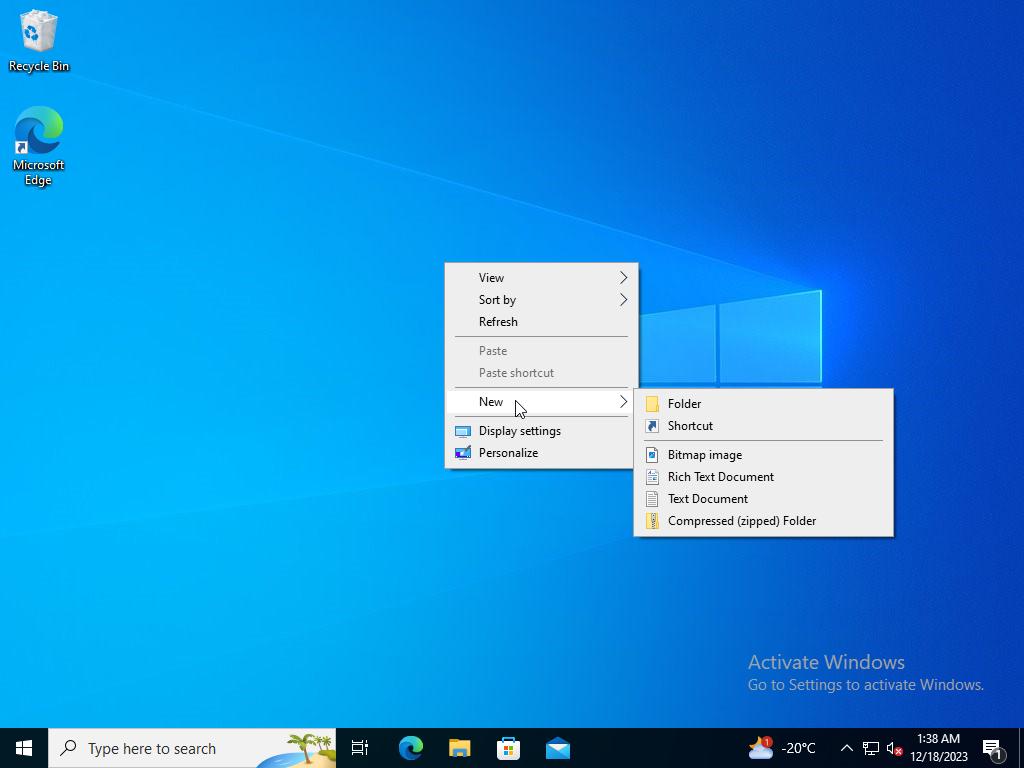 Recycle Bin
Microsoft
Edge
View
Sort by
Refresh
Paste
Paste shortcut
New
Display settings
Personalize
Folder
Shortcut
Bitmap image
Rich Text Document
Text Document
Compressed (zipped) Folder
Activate Windows
Go to Settings to activate Windows.
Type here to search
1
-20°C
1:38 AM
12/18/2023
1